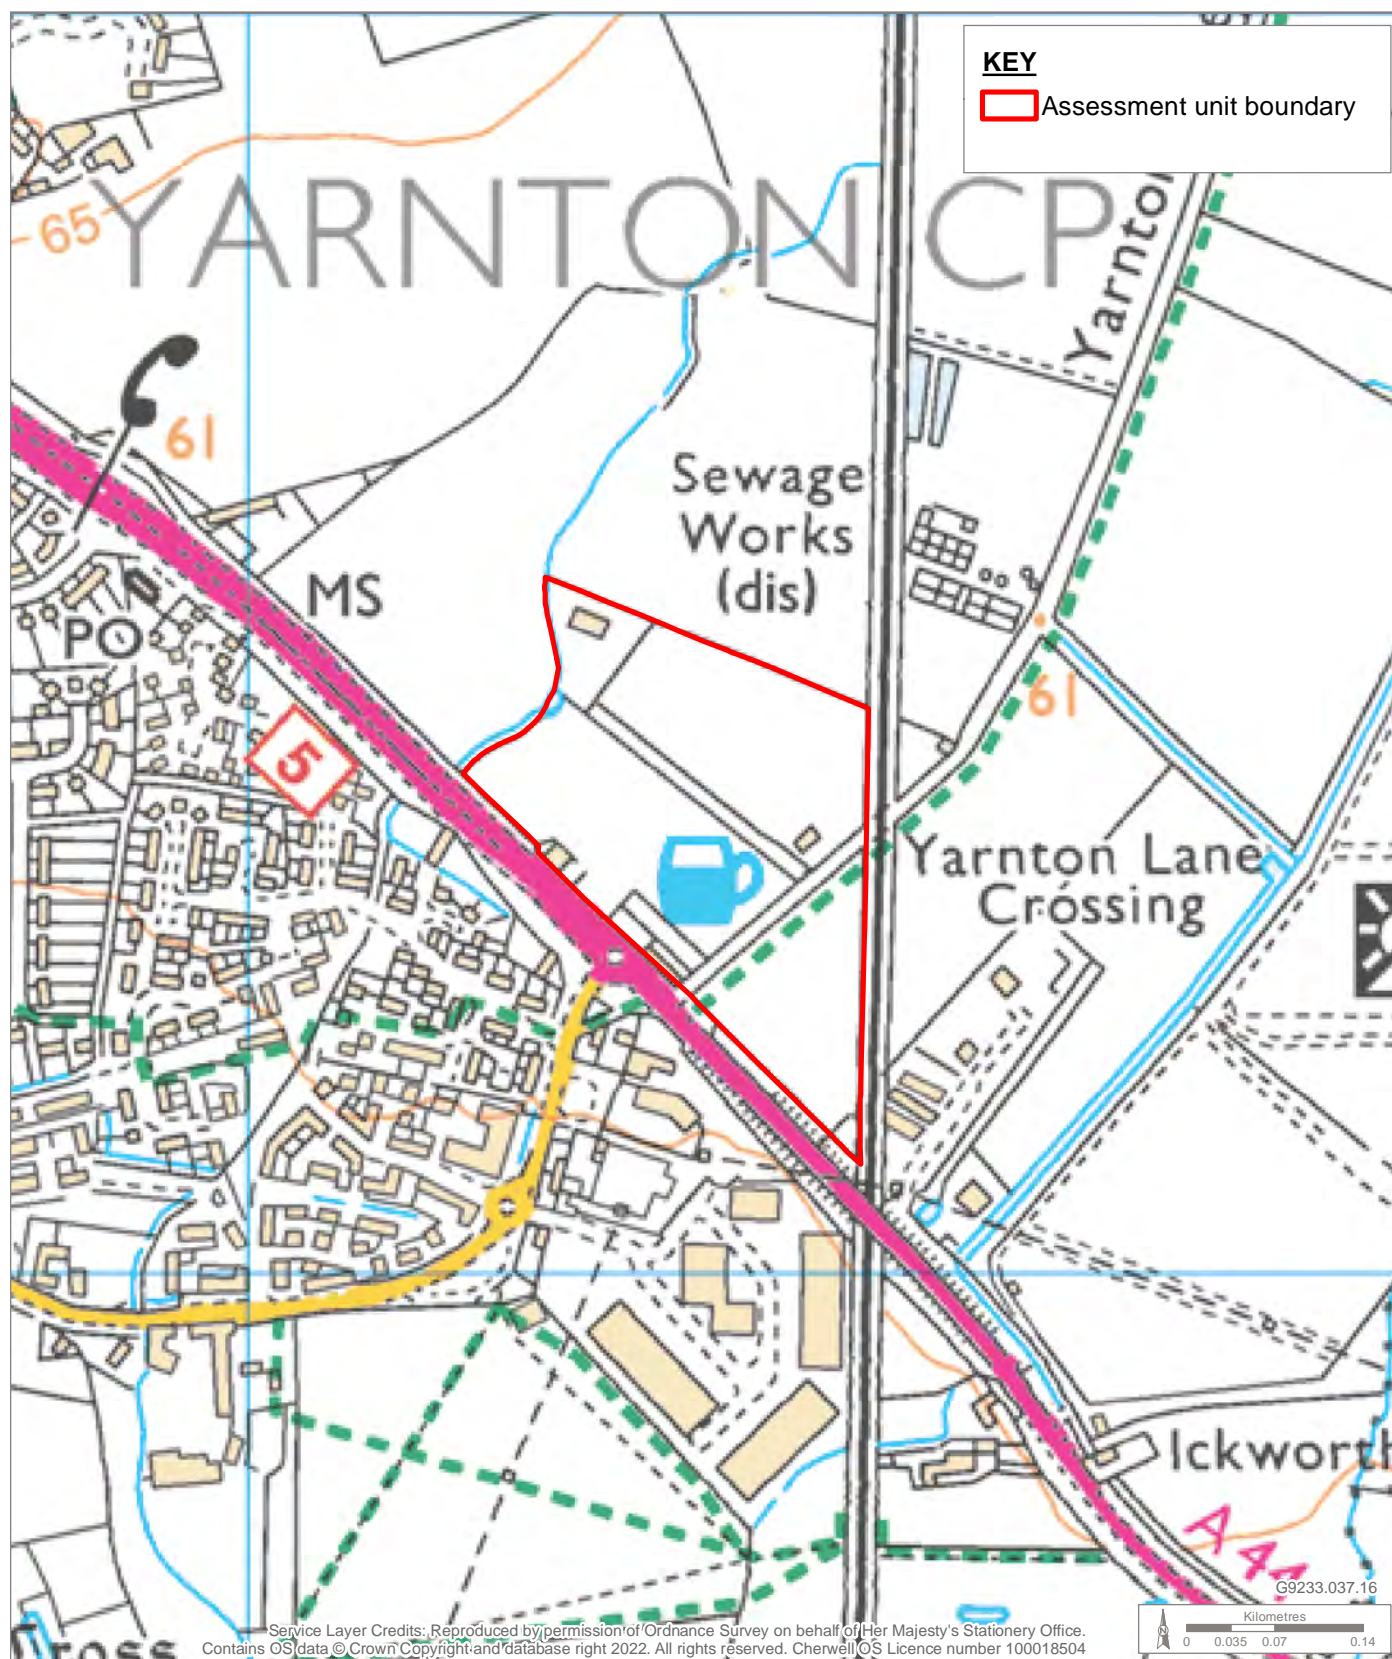 KEY
Assessment unit boundary
YARNTON CP
65
Yarnton
61
Sewage
Works
(dis)
MS
PO
61
5
Yarnton Lane
Crossing
Ickworth
A 44
G9233.037.16
Kilometres
0 0.035 0.07 0.14
Service Layer Credits: Reproduced by permission of Ordnance Survey on behalf of Her Majesty's Stationery Office.
Contains OS data © Crown Copyright and database right 2022. All rights reserved. Cherwell OS Licence number 100018504